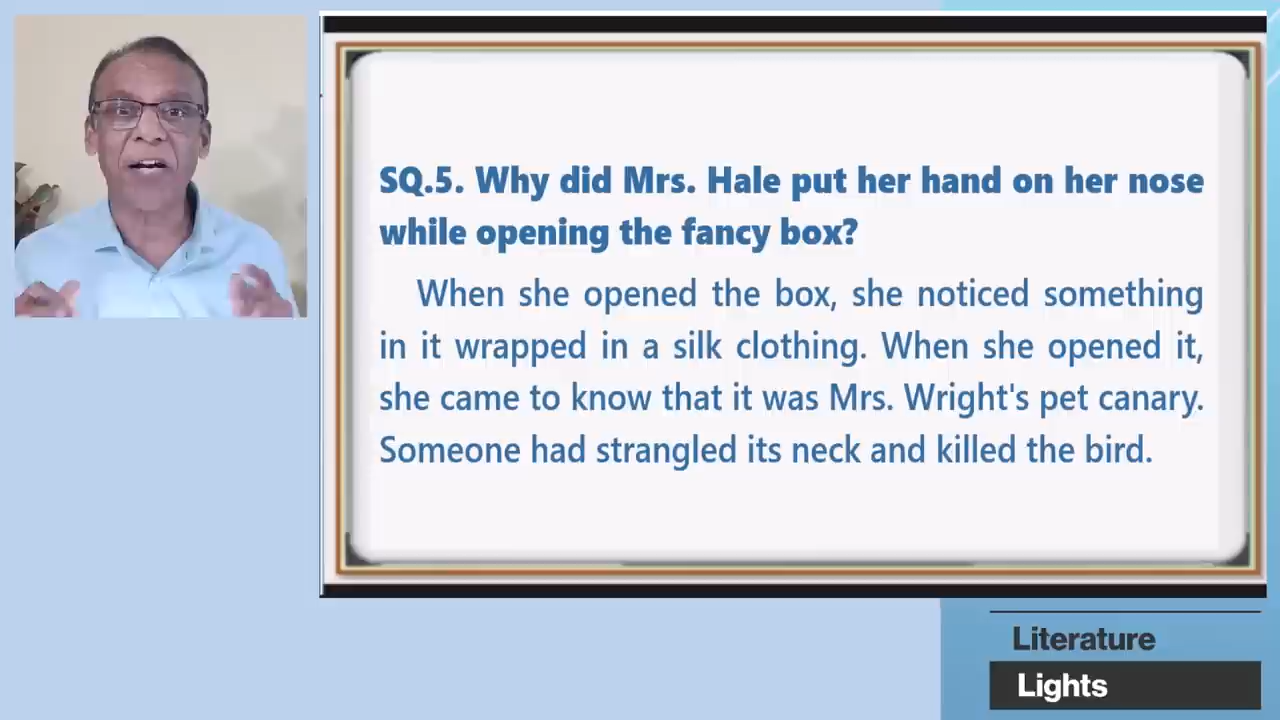 SQ.5. Why did Mrs. Hale put her hand on her nose
while opening the fancy box?
When she opened the box, she noticed something
in it wrapped in a silk clothing. When she opened it,
she came to know that it was Mrs. Wright's pet canary.
Someone had strangled its neck and killed the bird.
Literature
Lights